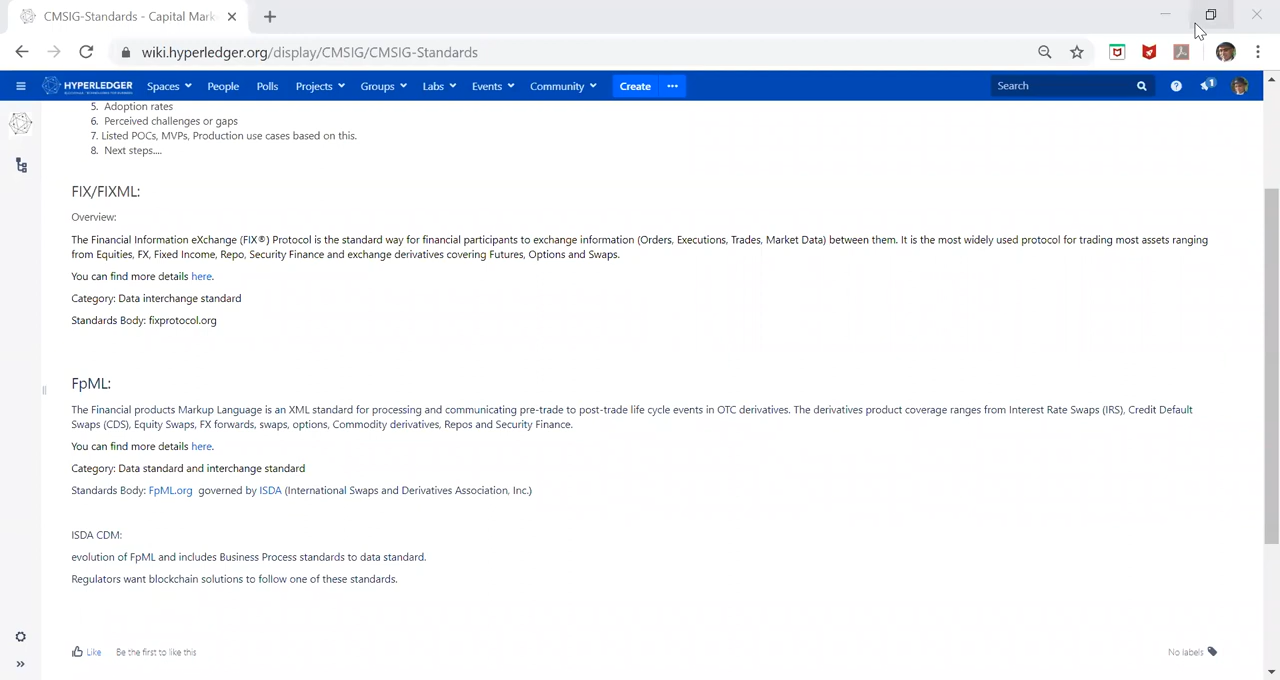 CMSIG-Standards - Capital Mark
wiki.hyperledger.org/display/CMSIG/CMSIG-Standards
HYPERLEDGER Spaces People Polls Projects Groups Labs Events Community Create ••• Search ? 1
5. Adoption rates
6. Perceived challenges or gaps
7. Listed POCs, MVPs, Production use cases based on this.
8. Next steps....
FIX/FIXML:
Overview:
The Financial Information eXchange (FIX®) Protocol is the standard way for financial participants to exchange information (Orders, Executions, Trades, Market Data) between them. It is the most widely used protocol for trading most assets ranging
from Equities, FX, Fixed Income, Repo, Security Finance and exchange derivatives covering Futures, Options and Swaps.
You can find more details here.
Category: Data interchange standard
Standards Body: fixprotocol.org
FpML:
The Financial products Markup Language is an XML standard for processing and communicating pre-trade to post-trade life cycle events in OTC derivatives. The derivatives product coverage ranges from Interest Rate Swaps (IRS), Credit Default
Swaps (CDS), Equity Swaps, FX forwards, swaps, options, Commodity derivatives, Repos and Security Finance.
You can find more details here.
Category: Data standard and interchange standard
Standards Body: FpML.org governed by ISDA (International Swaps and Derivatives Association, Inc.)
ISDA CDM:
evolution of FpML and includes Business Process standards to data standard.
Regulators want blockchain solutions to follow one of these standards.
Like Be the first to like this No labels